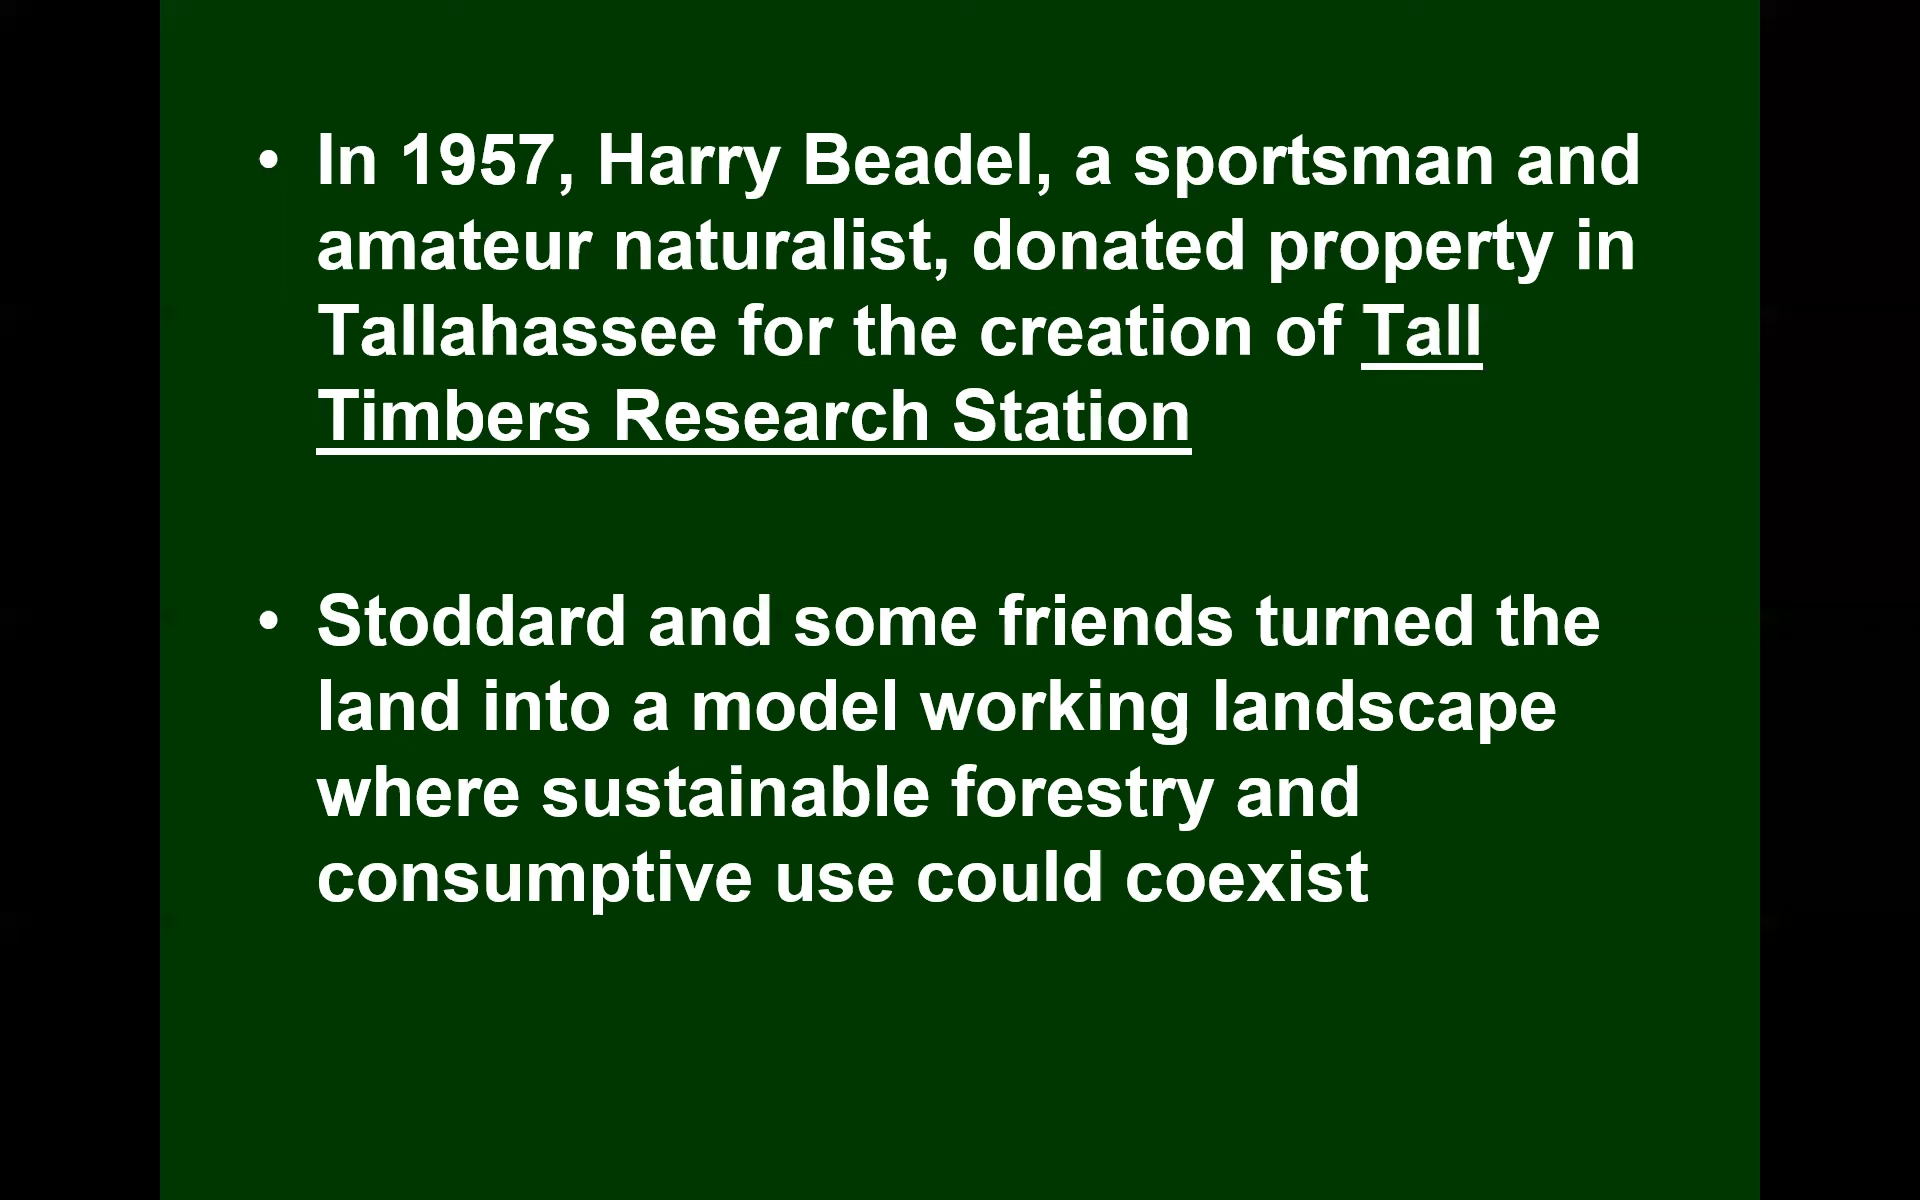 • In 1957, Harry Beadel, a sportsman and
amateur naturalist, donated property in
Tallahassee for the creation of Tall
Timbers Research Station
• Stoddard and some friends turned the
land into a model working landscape
where sustainable forestry and
consumptive use could coexist